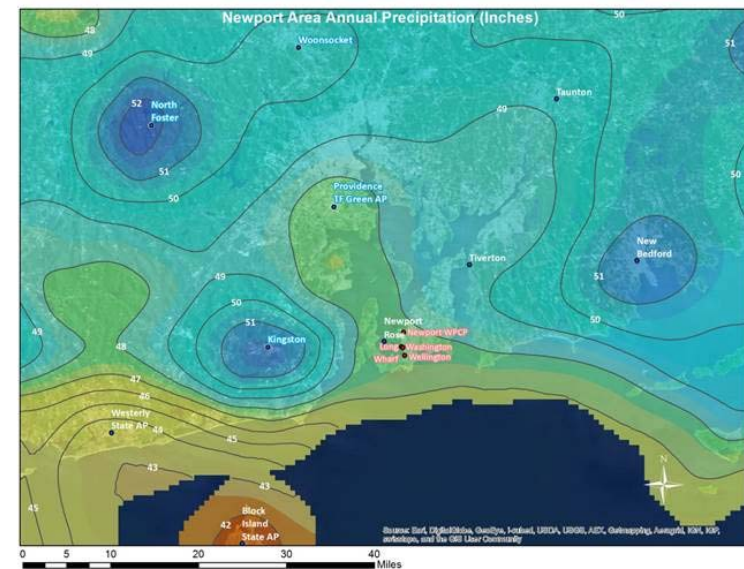 Newport Area Annual Precipitation (Inches)
50
48
49
Woonsocket
51
52
North
Foster
Taunton
49
51
50
50
Providence
TF Green AP
Tiverton
New
Bedford
49
50
51
51
49
48
Kingston
Newport
Rose
Newport WPCP
Long
Washington
Wharf
Wellington
50
47
46
Westerly
State AP
44
45
43
43
45
42
Block
Island
State AP
N
Source: Esri, DigitalGlobe, GeoEye, i-cubed, USDA, USGS, AEX, Getmapping, Aerogrid, IGN, IGP,
swisstopo, and the GIS User Community
0 5 10 20 30 40
Miles